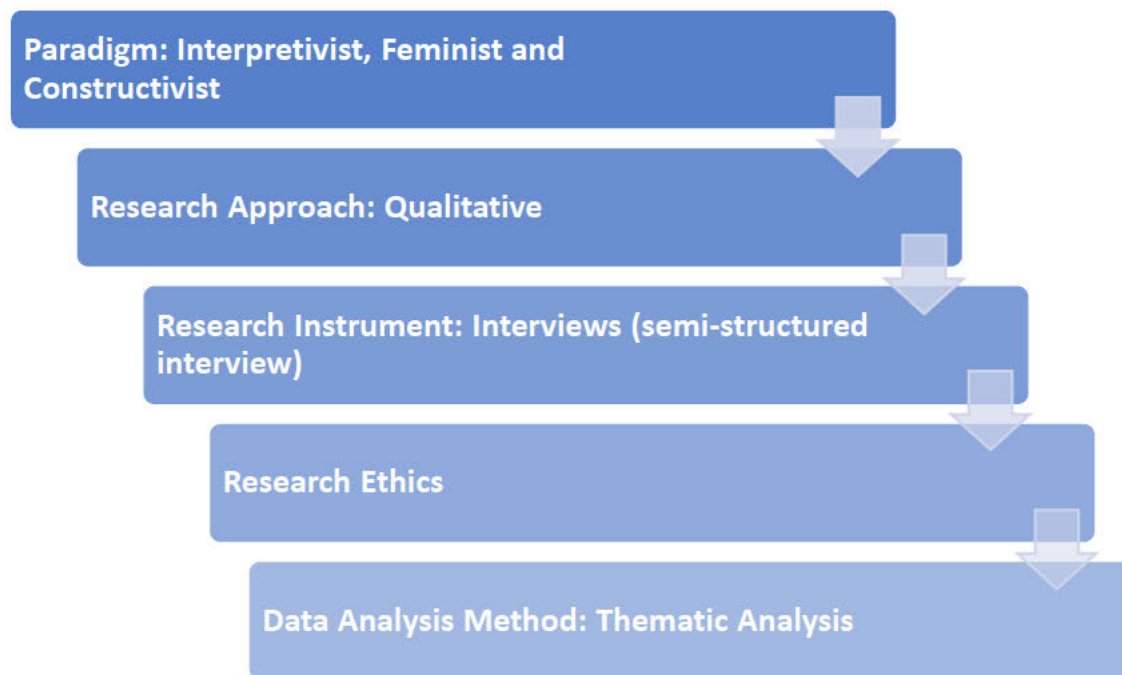 Paradigm: Interpretivist, Feminist and
Constructivist
Research Approach: Qualitative
Research Instrument: Interviews (semi-structured
interview)
Research Ethics
Data Analysis Method: Thematic Analysis